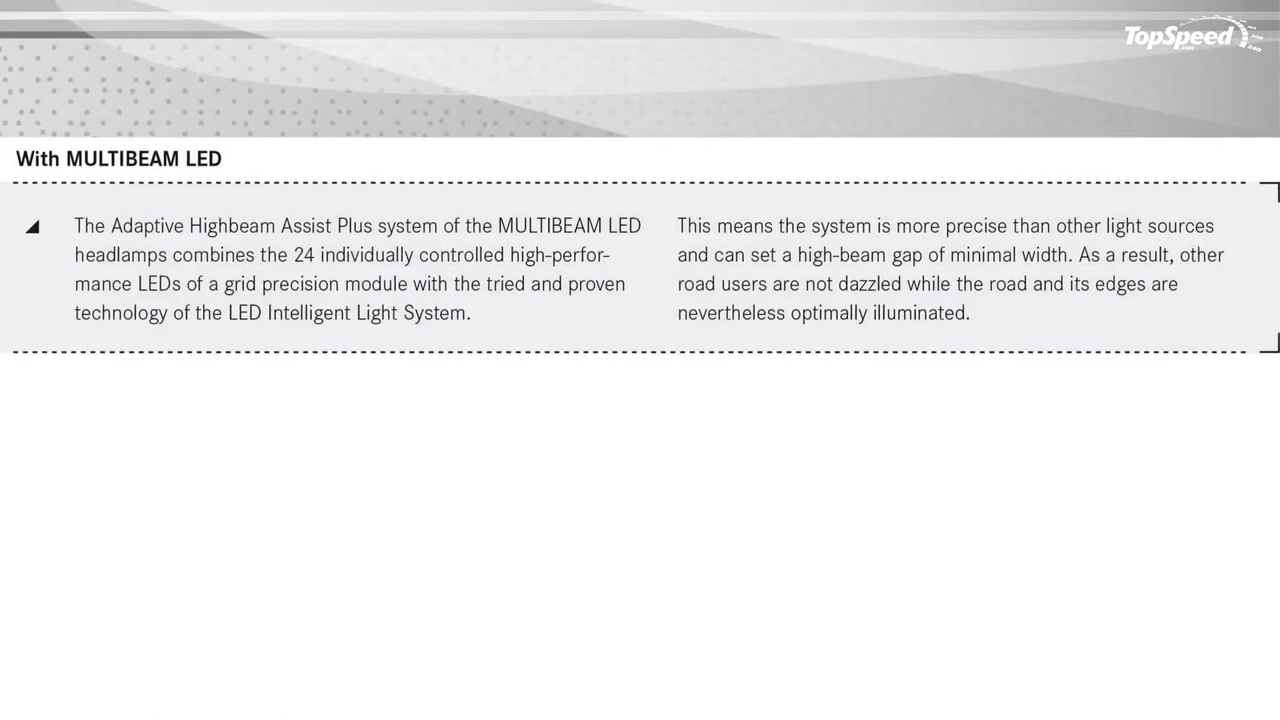 TopSpeed
.com
With MULTIBEAM LED
The Adaptive Highbeam Assist Plus system of the MULTIBEAM LED
headlamps combines the 24 individually controlled high-perfor-
mance LEDs of a grid precision module with the tried and proven
technology of the LED Intelligent Light System.
This means the system is more precise than other light sources
and can set a high-beam gap of minimal width. As a result, other
road users are not dazzled while the road and its edges are
nevertheless optimally illuminated.